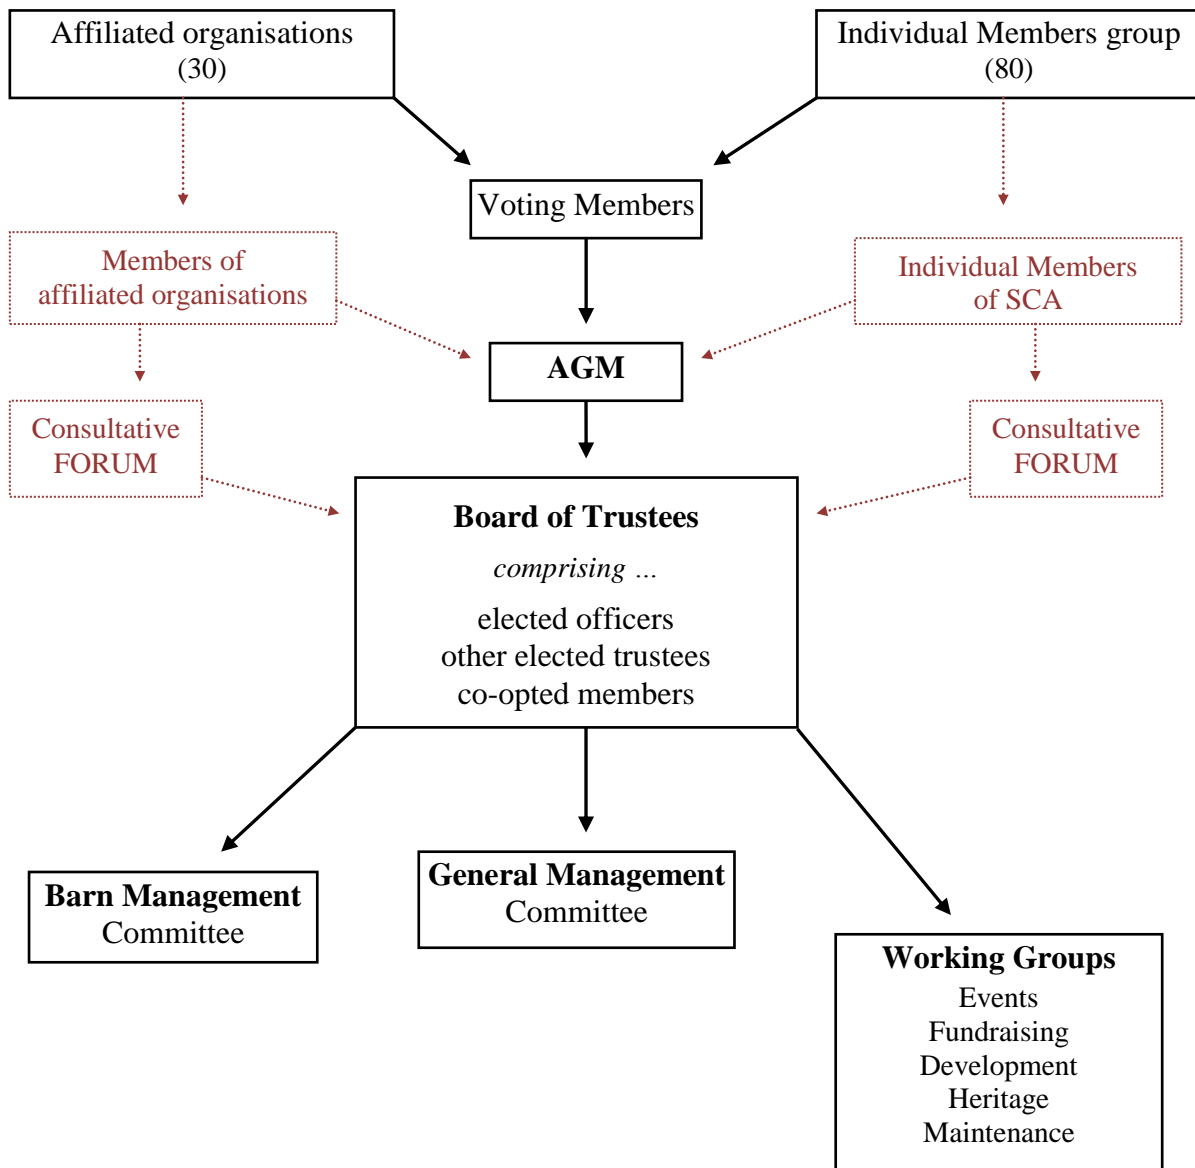 Affiliated organisations
(30)
Individual Members group
(80)
Voting Members
Members of
affiliated organisations
Individual Members
of SCA
AGM
Consultative
FORUM
Consultative
FORUM
Board of Trustees
comprising ...
elected officers
other elected trustees
co-opted members
Barn Management
Committee
General Management
Committee
Working Groups
Events
Fundraising
Development
Heritage
Maintenance